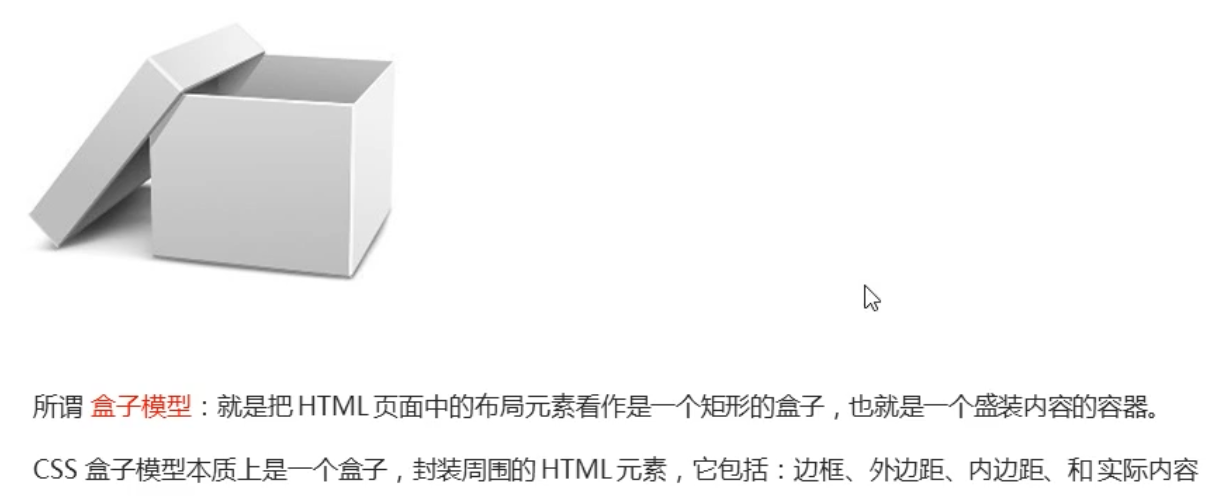 所谓 盒子模型：就是把 HTML 页面中的布局元素看作是一个矩形的盒子，也就是一个盛装内容的容器。
CSS 盒子模型本质上是一个盒子，封装周围的 HTML 元素，它包括：边框、外边距、内边距、和 实际内容